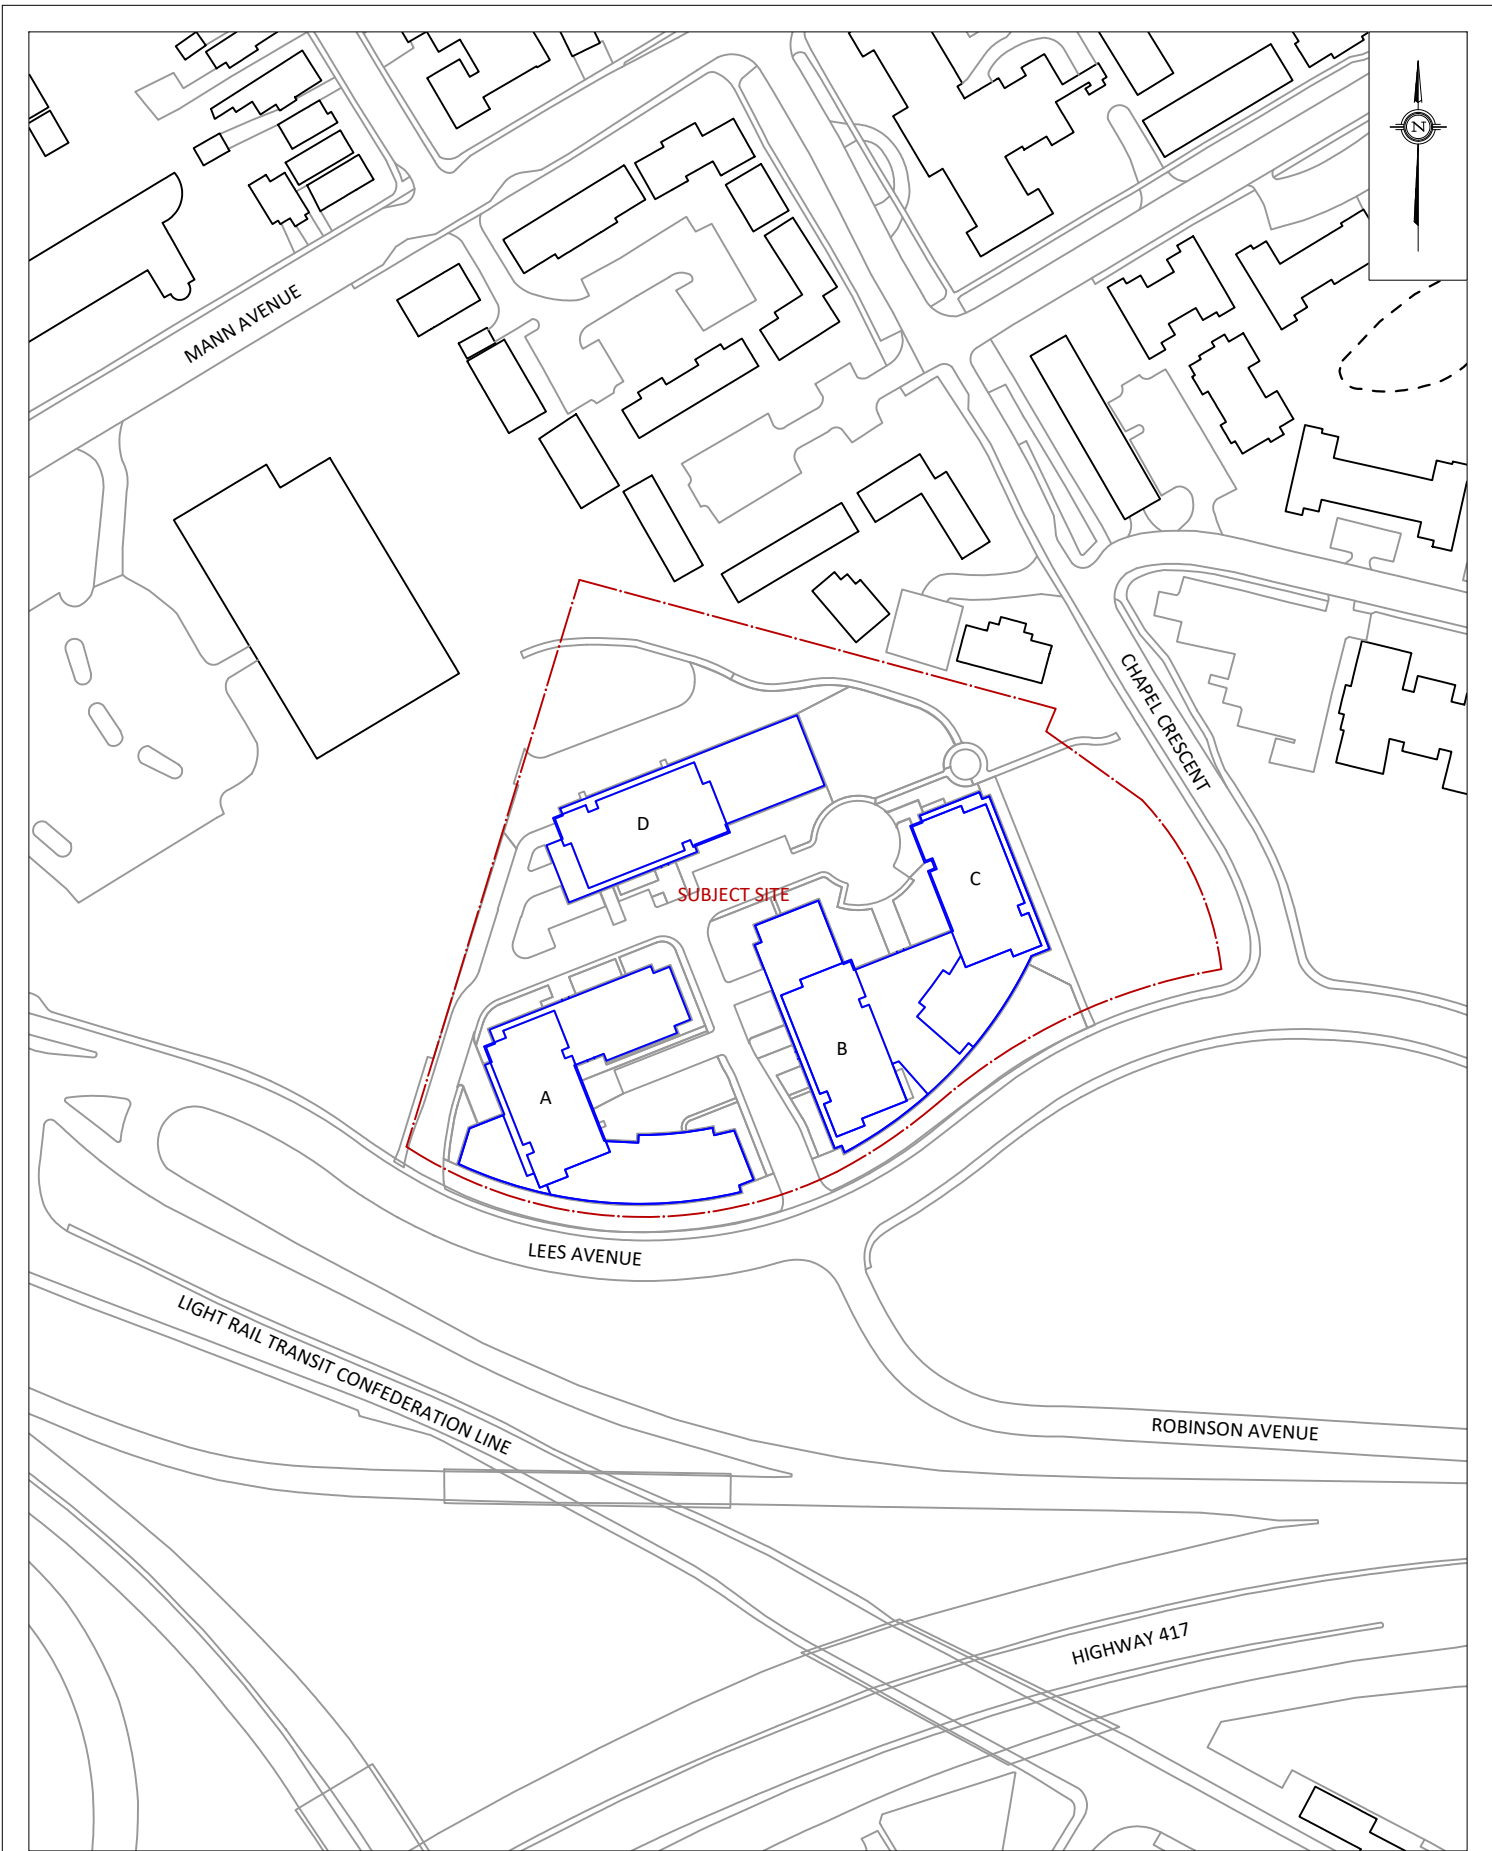 N
MANN AVENUE
CHAPEL CRESCENT
D
C
SUBJECT SITE
B
A
LEES AVENUE
LIGHT RAIL TRANSIT CONFEDERATION LINE
ROBINSON AVENUE
HIGHWAY 417